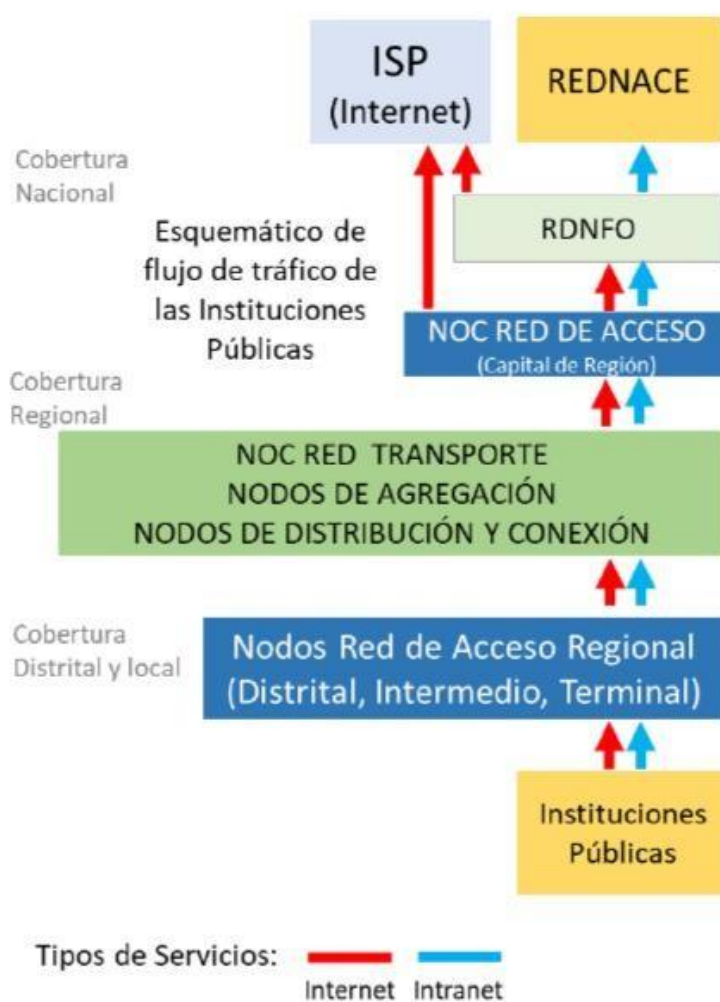 ISP
(Internet)
REDNACE
Cobertura
Nacional
RDNFO
Esquemático de
flujo de tráfico de
las Instituciones
Públicas
NOC RED DE ACCESO
(Capital de Región)
Cobertura
Regional
NOC RED TRANSPORTE
NODOS DE AGREGACIÓN
NODOS DE DISTRIBUCIÓN Y CONEXIÓN
Cobertura
Distrital y local
Nodos Red de Acceso Regional
(Distrital, Intermedio, Terminal)
Instituciones
Públicas
Tipos de Servicios:
Internet
Intranet